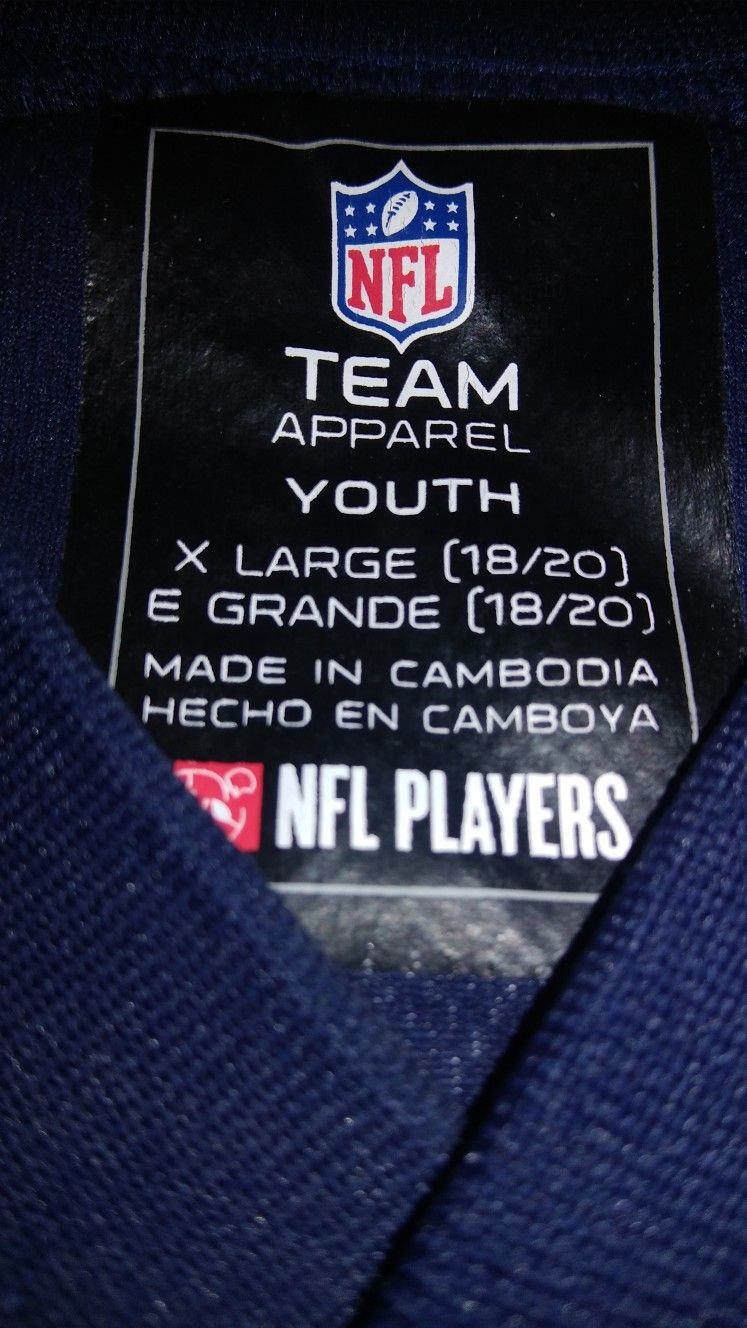 NFL
TEAM
APPAREL
YOUTH
X LARGE (18/20)
E GRANDE (18/20)
MADE IN CAMBODIA
HECHO EN CAMBOYA
NFL PLAYERS